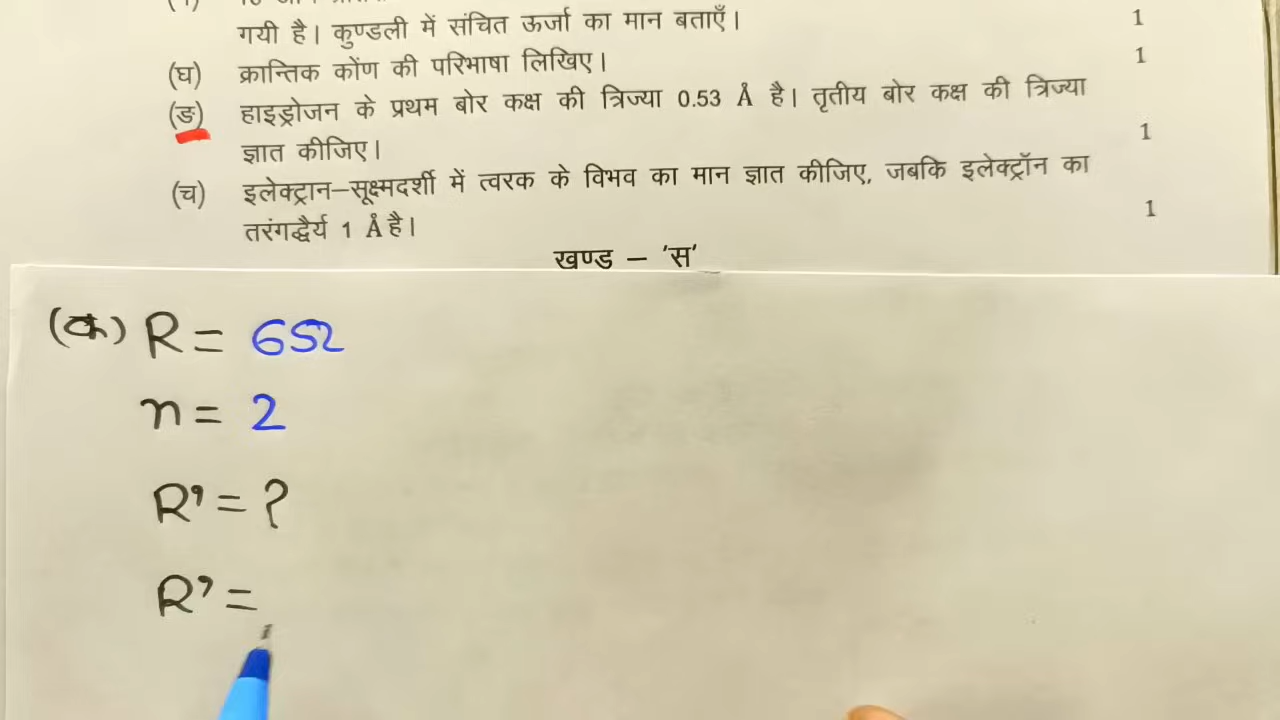 गयी है। कुण्डली में संचित ऊर्जा का मान बताएँ। 1
(घ) क्रान्तिक कोंण की परिभाषा लिखिए। 1
(ङ) हाइड्रोजन के प्रथम बोर कक्ष की त्रिज्या 0.53 Å है। तृतीय बोर कक्ष की त्रिज्या
ज्ञात कीजिए। 1
(च) इलेक्ट्रान–सूक्ष्मदर्शी में त्वरक के विभव का मान ज्ञात कीजिए, जबकि इलेक्ट्रॉन का
तरंगद्धैर्य 1 Å है। 1
खण्ड – 'स'
(क) R = 6Ω
n = 2
R' = ?
R' =